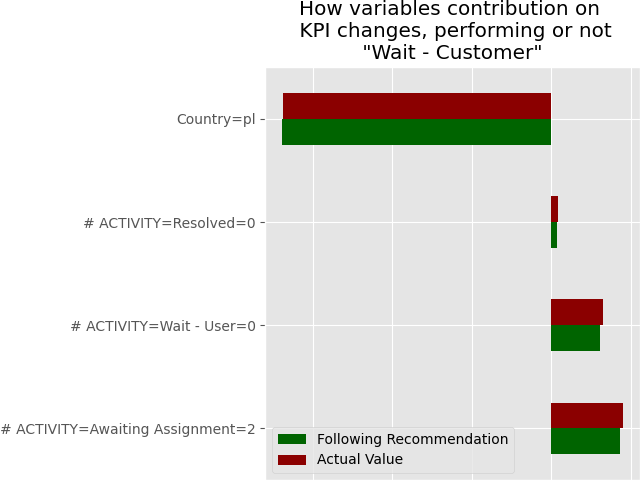 How variables contribution on
KPI changes, performing or not
"Wait - Customer"
Country=pl
# ACTIVITY=Resolved=0
# ACTIVITY=Wait - User=0
# ACTIVITY=Awaiting Assignment=2
Following Recommendation
Actual Value